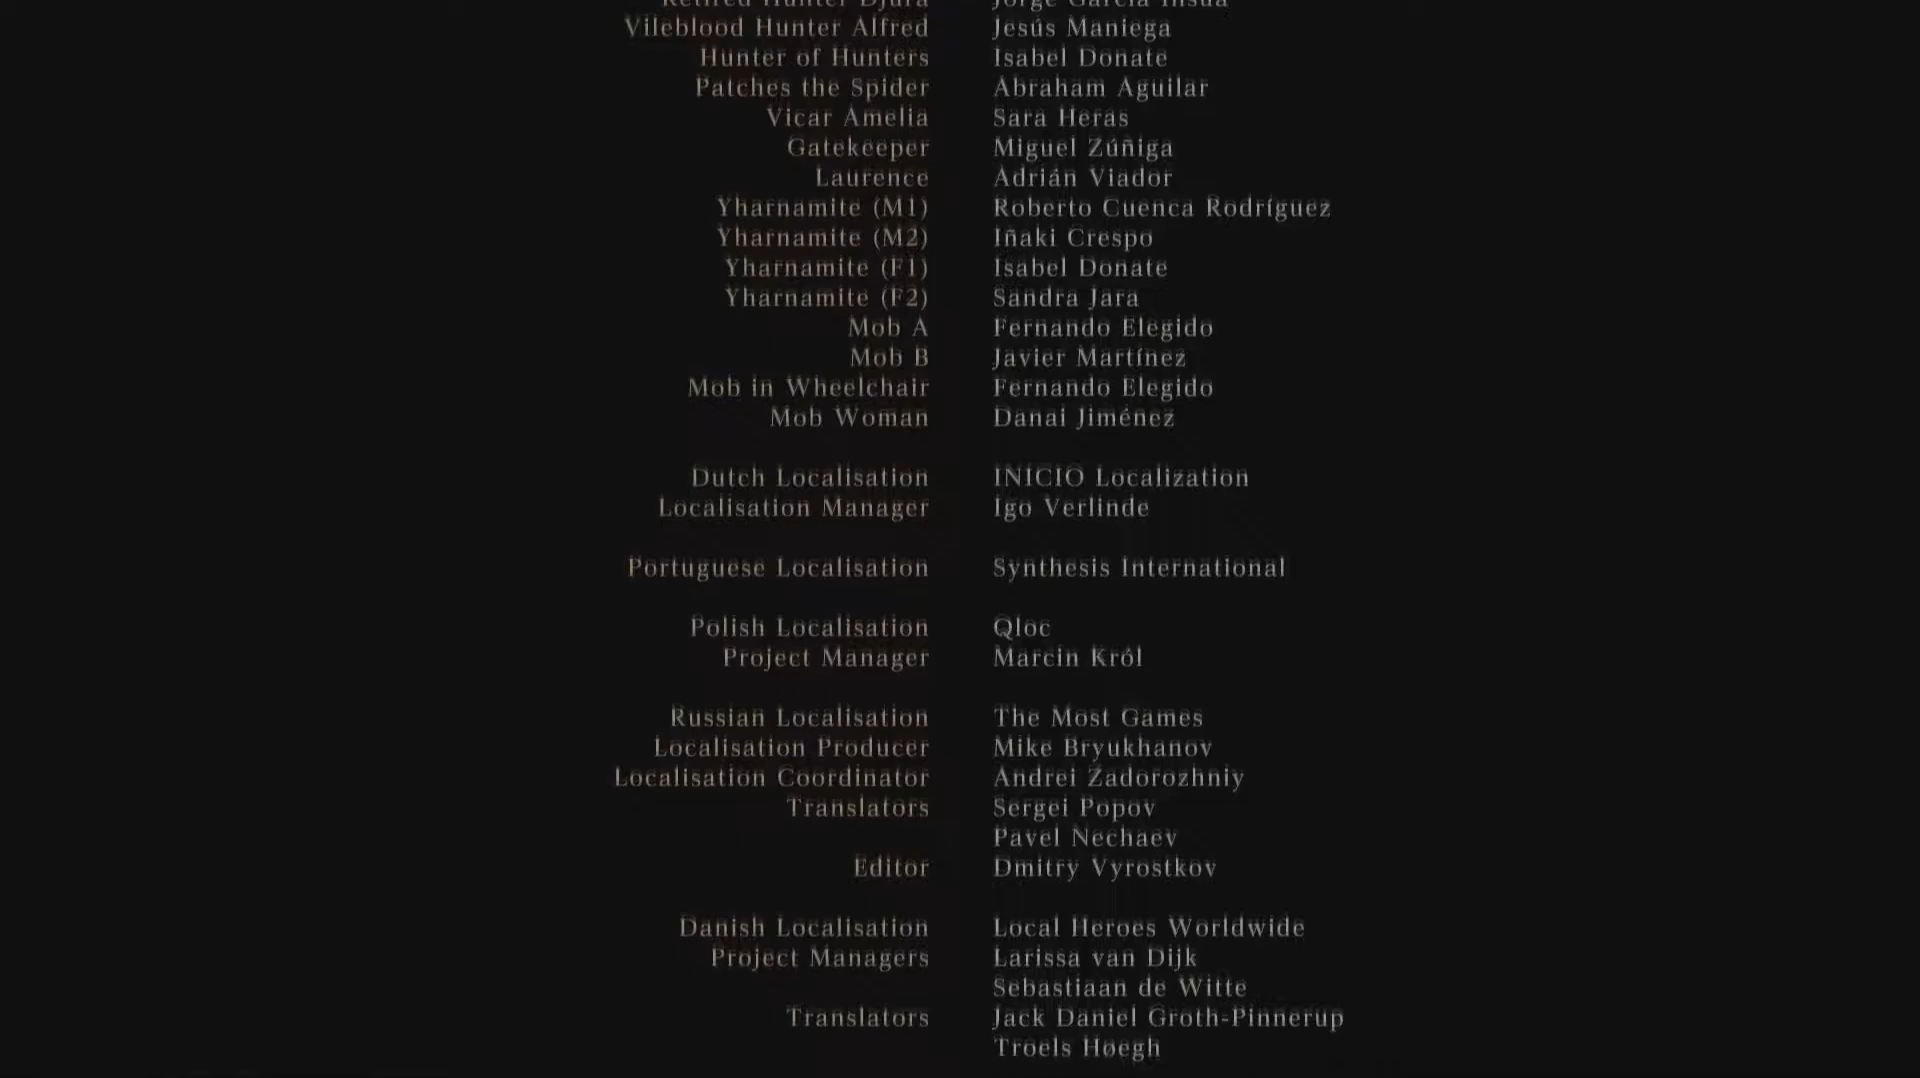 Retired Hunter Djura Jorge García Insua
Vileblood Hunter Alfred Jesús Maniega
Hunter of Hunters Isabel Donate
Patches the Spider Abraham Aguilar
Vicar Amelia Sara Heras
Gatekeeper Miguel Zúñiga
Laurence Adrián Viador
Yharnamite (M1) Roberto Cuenca Rodríguez
Yharnamite (M2) Iñaki Crespo
Yharnamite (F1) Isabel Donate
Yharnamite (F2) Sandra Jara
Mob A Fernando Elegido
Mob B Javier Martínez
Mob in Wheelchair Fernando Elegido
Mob Woman Danai Jiménez
Dutch Localisation INICIO Localization
Localisation Manager Igo Verlinde
Portuguese Localisation Synthesis International
Polish Localisation Qloc
Project Manager Marcin Król
Russian Localisation The Most Games
Localisation Producer Mike Bryukhanov
Localisation Coordinator Andrei Zadorozhniy
Translators Sergei Popov
Pavel Nechaev
Editor Dmitry Vyrostkov
Danish Localisation Local Heroes Worldwide
Project Managers Larissa van Dijk
Sebastiaan de Witte
Translators Jack Daniel Groth-Pinnerup
Troels Høegh